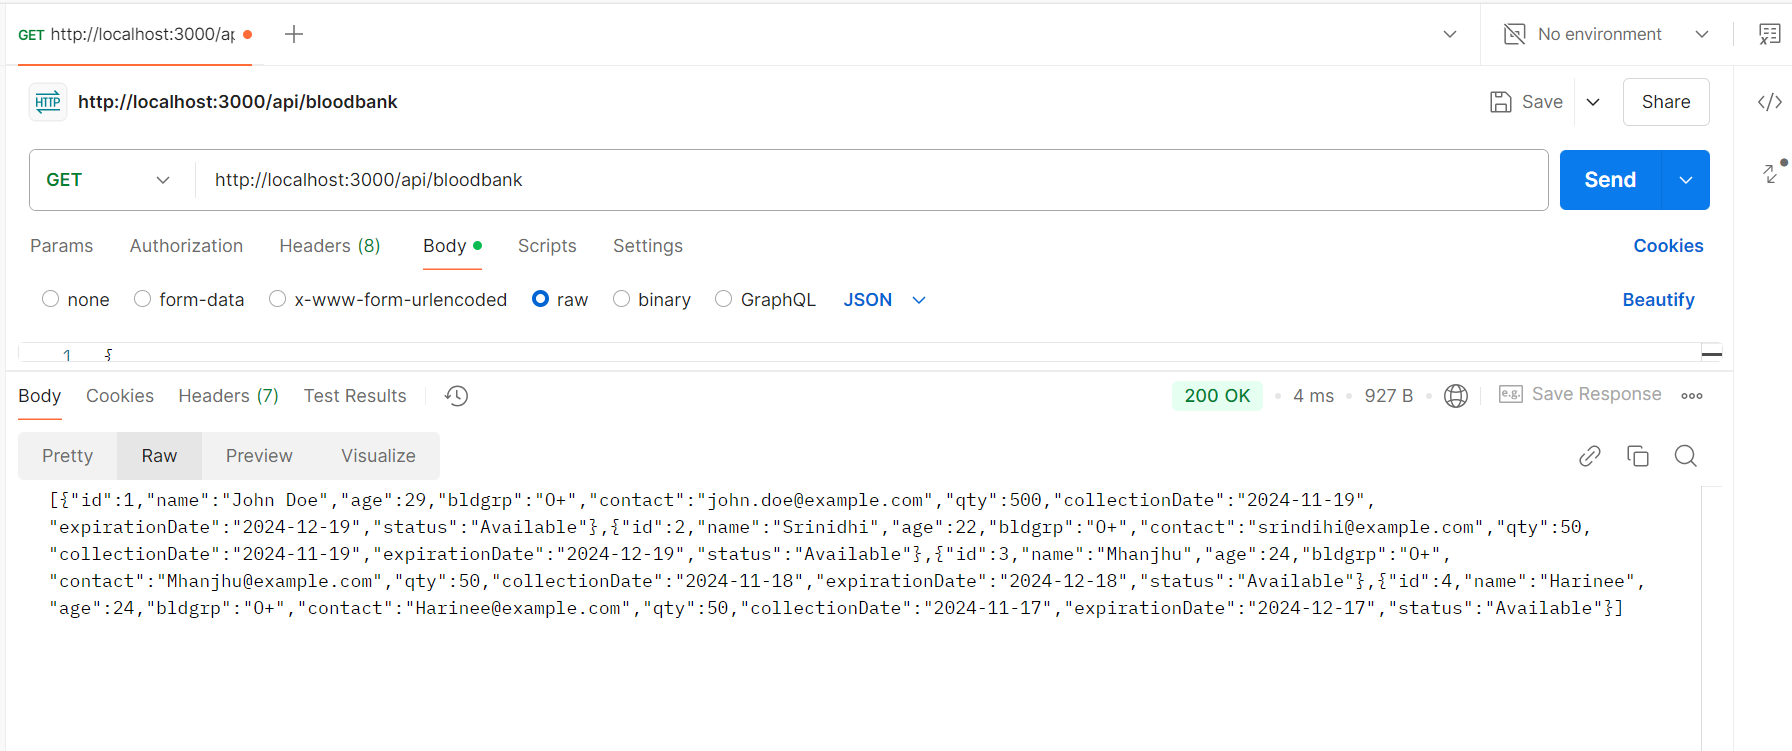 GET http://localhost:3000/ap
No environment
HTTP http://localhost:3000/api/bloodbank
Save
Share
GET
http://localhost:3000/api/bloodbank
Send
Params Authorization Headers (8) Body Scripts Settings Cookies
none form-data x-www-form-urlencoded raw binary GraphQL JSON Beautify
1 {
Body Cookies Headers (7) Test Results 200 OK 4 ms 927 B e.g. Save Response
Pretty Raw Preview Visualize
[{"id":1,"name":"John Doe","age":29,"bldgrp":"O+","contact":"john.doe@example.com","qty":500,"collectionDate":"2024-11-19",
"expirationDate":"2024-12-19","status":"Available"},{"id":2,"name":"Srinidhi","age":22,"bldgrp":"O+","contact":"srindihi@example.com","qty":50,
"collectionDate":"2024-11-19","expirationDate":"2024-12-19","status":"Available"},{"id":3,"name":"Mhanjhu","age":24,"bldgrp":"O+",
"contact":"Mhanjhu@example.com","qty":50,"collectionDate":"2024-11-18","expirationDate":"2024-12-18","status":"Available"},{"id":4,"name":"Harinee",
"age":24,"bldgrp":"O+","contact":"Harinee@example.com","qty":50,"collectionDate":"2024-11-17","expirationDate":"2024-12-17","status":"Available"}]